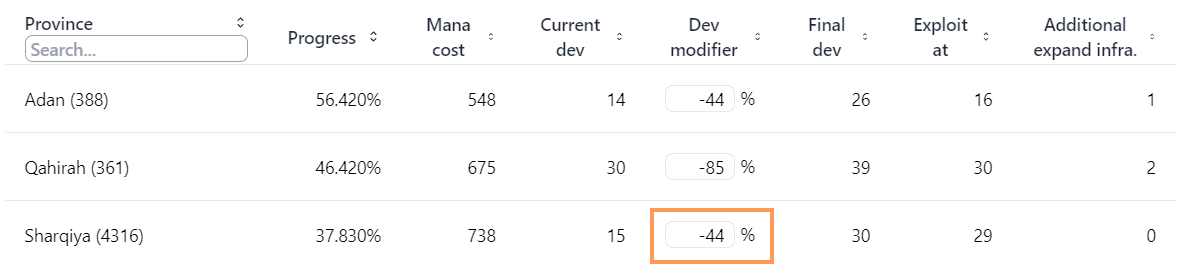 Province Progress Mana cost Current dev Dev modifier Final dev Exploit at Additional expand infra.
Search...
Adan (388) 56.420% 548 14 -44 % 26 16 1
Qahirah (361) 46.420% 675 30 -85 % 39 30 2
Sharqiya (4316) 37.830% 738 15 -44 % 30 29 0